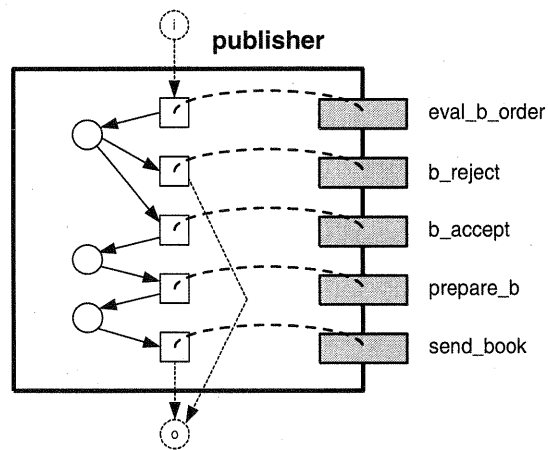 i
publisher
eval_b_order
b_reject
b_accept
prepare_b
send_book
o